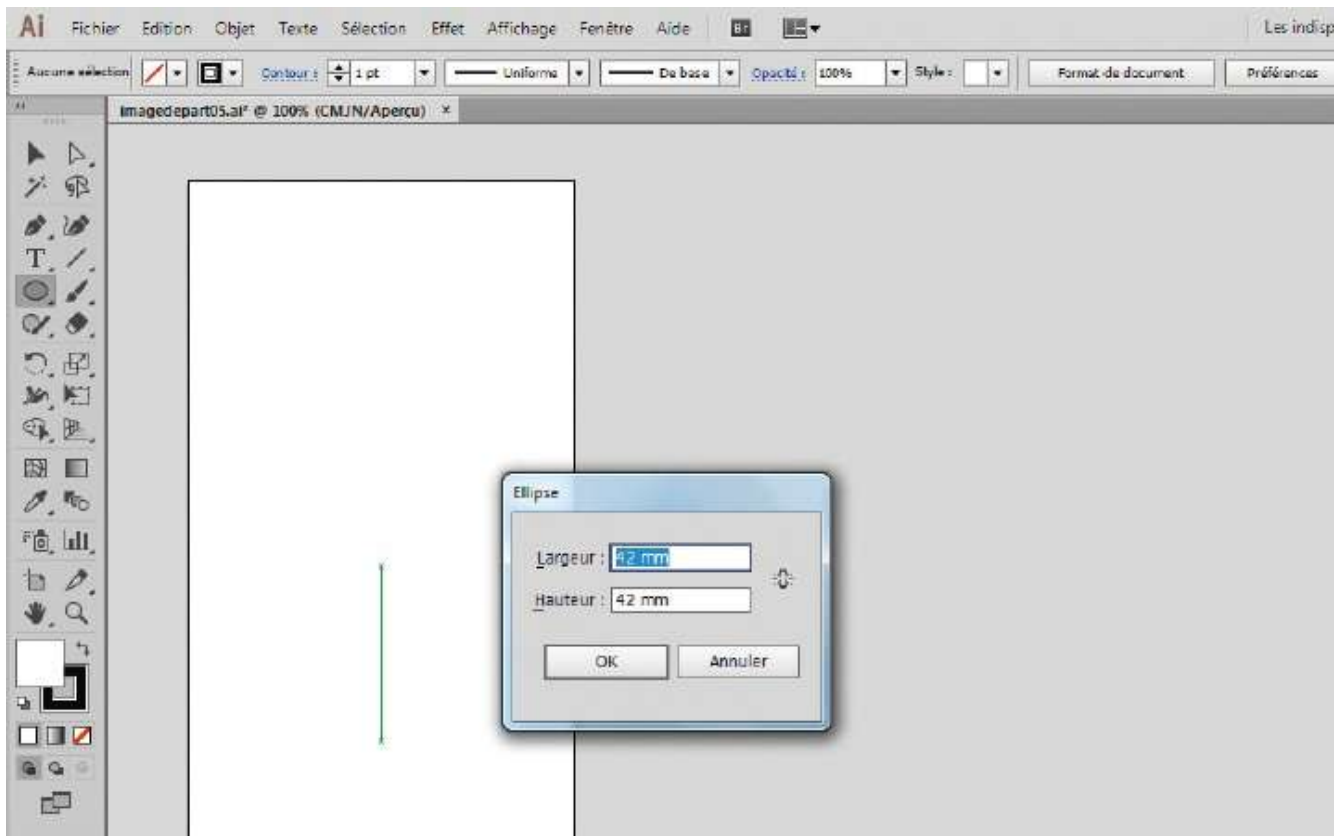 Ai Fichier Edition Objet Texte Sélection Effet Affichage Fenêtre Aide Br Les indisp
Aucune sélection Contour : 1 pt Uniforme De base Opacité : 100% Style : Format de document Préférences
imagedepart05.ai* @ 100% (CMJN/Aperçu) ×
Ellipse
Largeur : 42 mm
Hauteur : 42 mm
OK Annuler